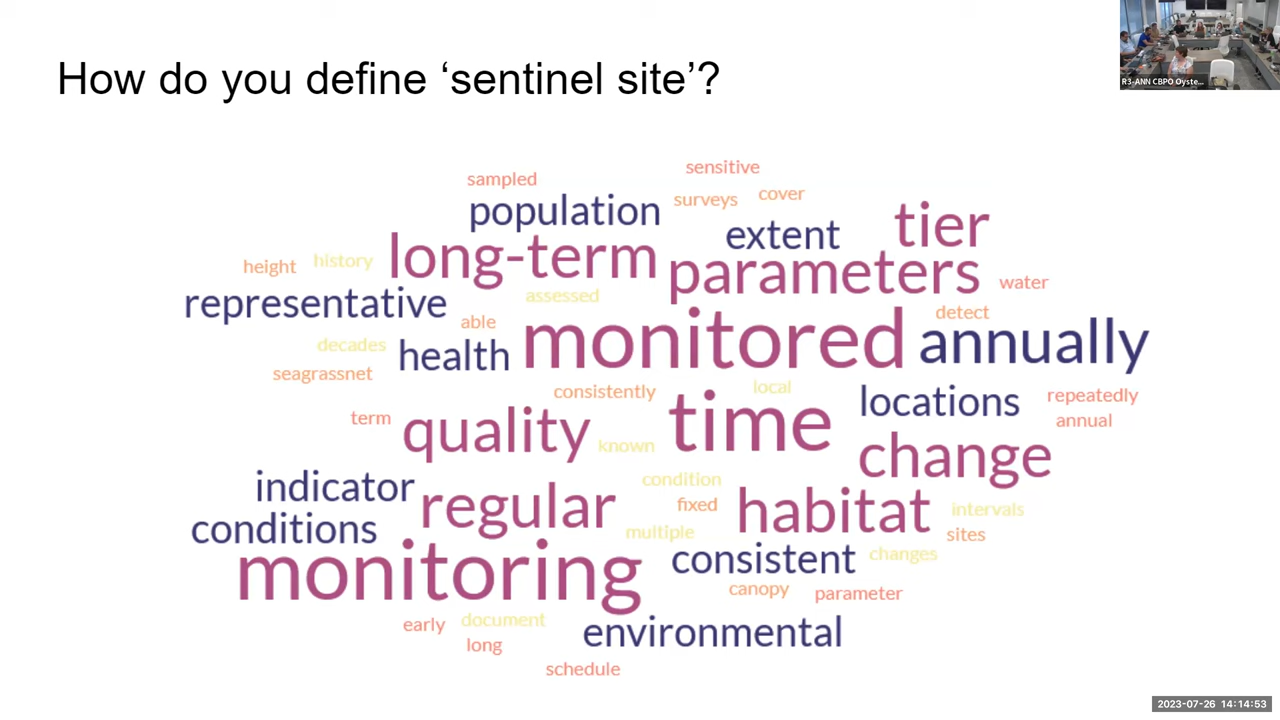 How do you define ‘sentinel site’?
R3-ANN CBPO Oyste...
sensitive
sampled
surveys
cover
population
extent
tier
long-term
parameters
height
history
water
representative
assessed
able
detect
monitored
annually
decades
health
seagrassnet
consistently
local
locations
repeatedly
term
quality
known
time
annual
change
indicator
condition
regular
fixed
habitat
intervals
conditions
multiple
sites
monitoring
consistent
changes
canopy
parameter
early
document
environmental
long
schedule
2023-07-26 14:14:53